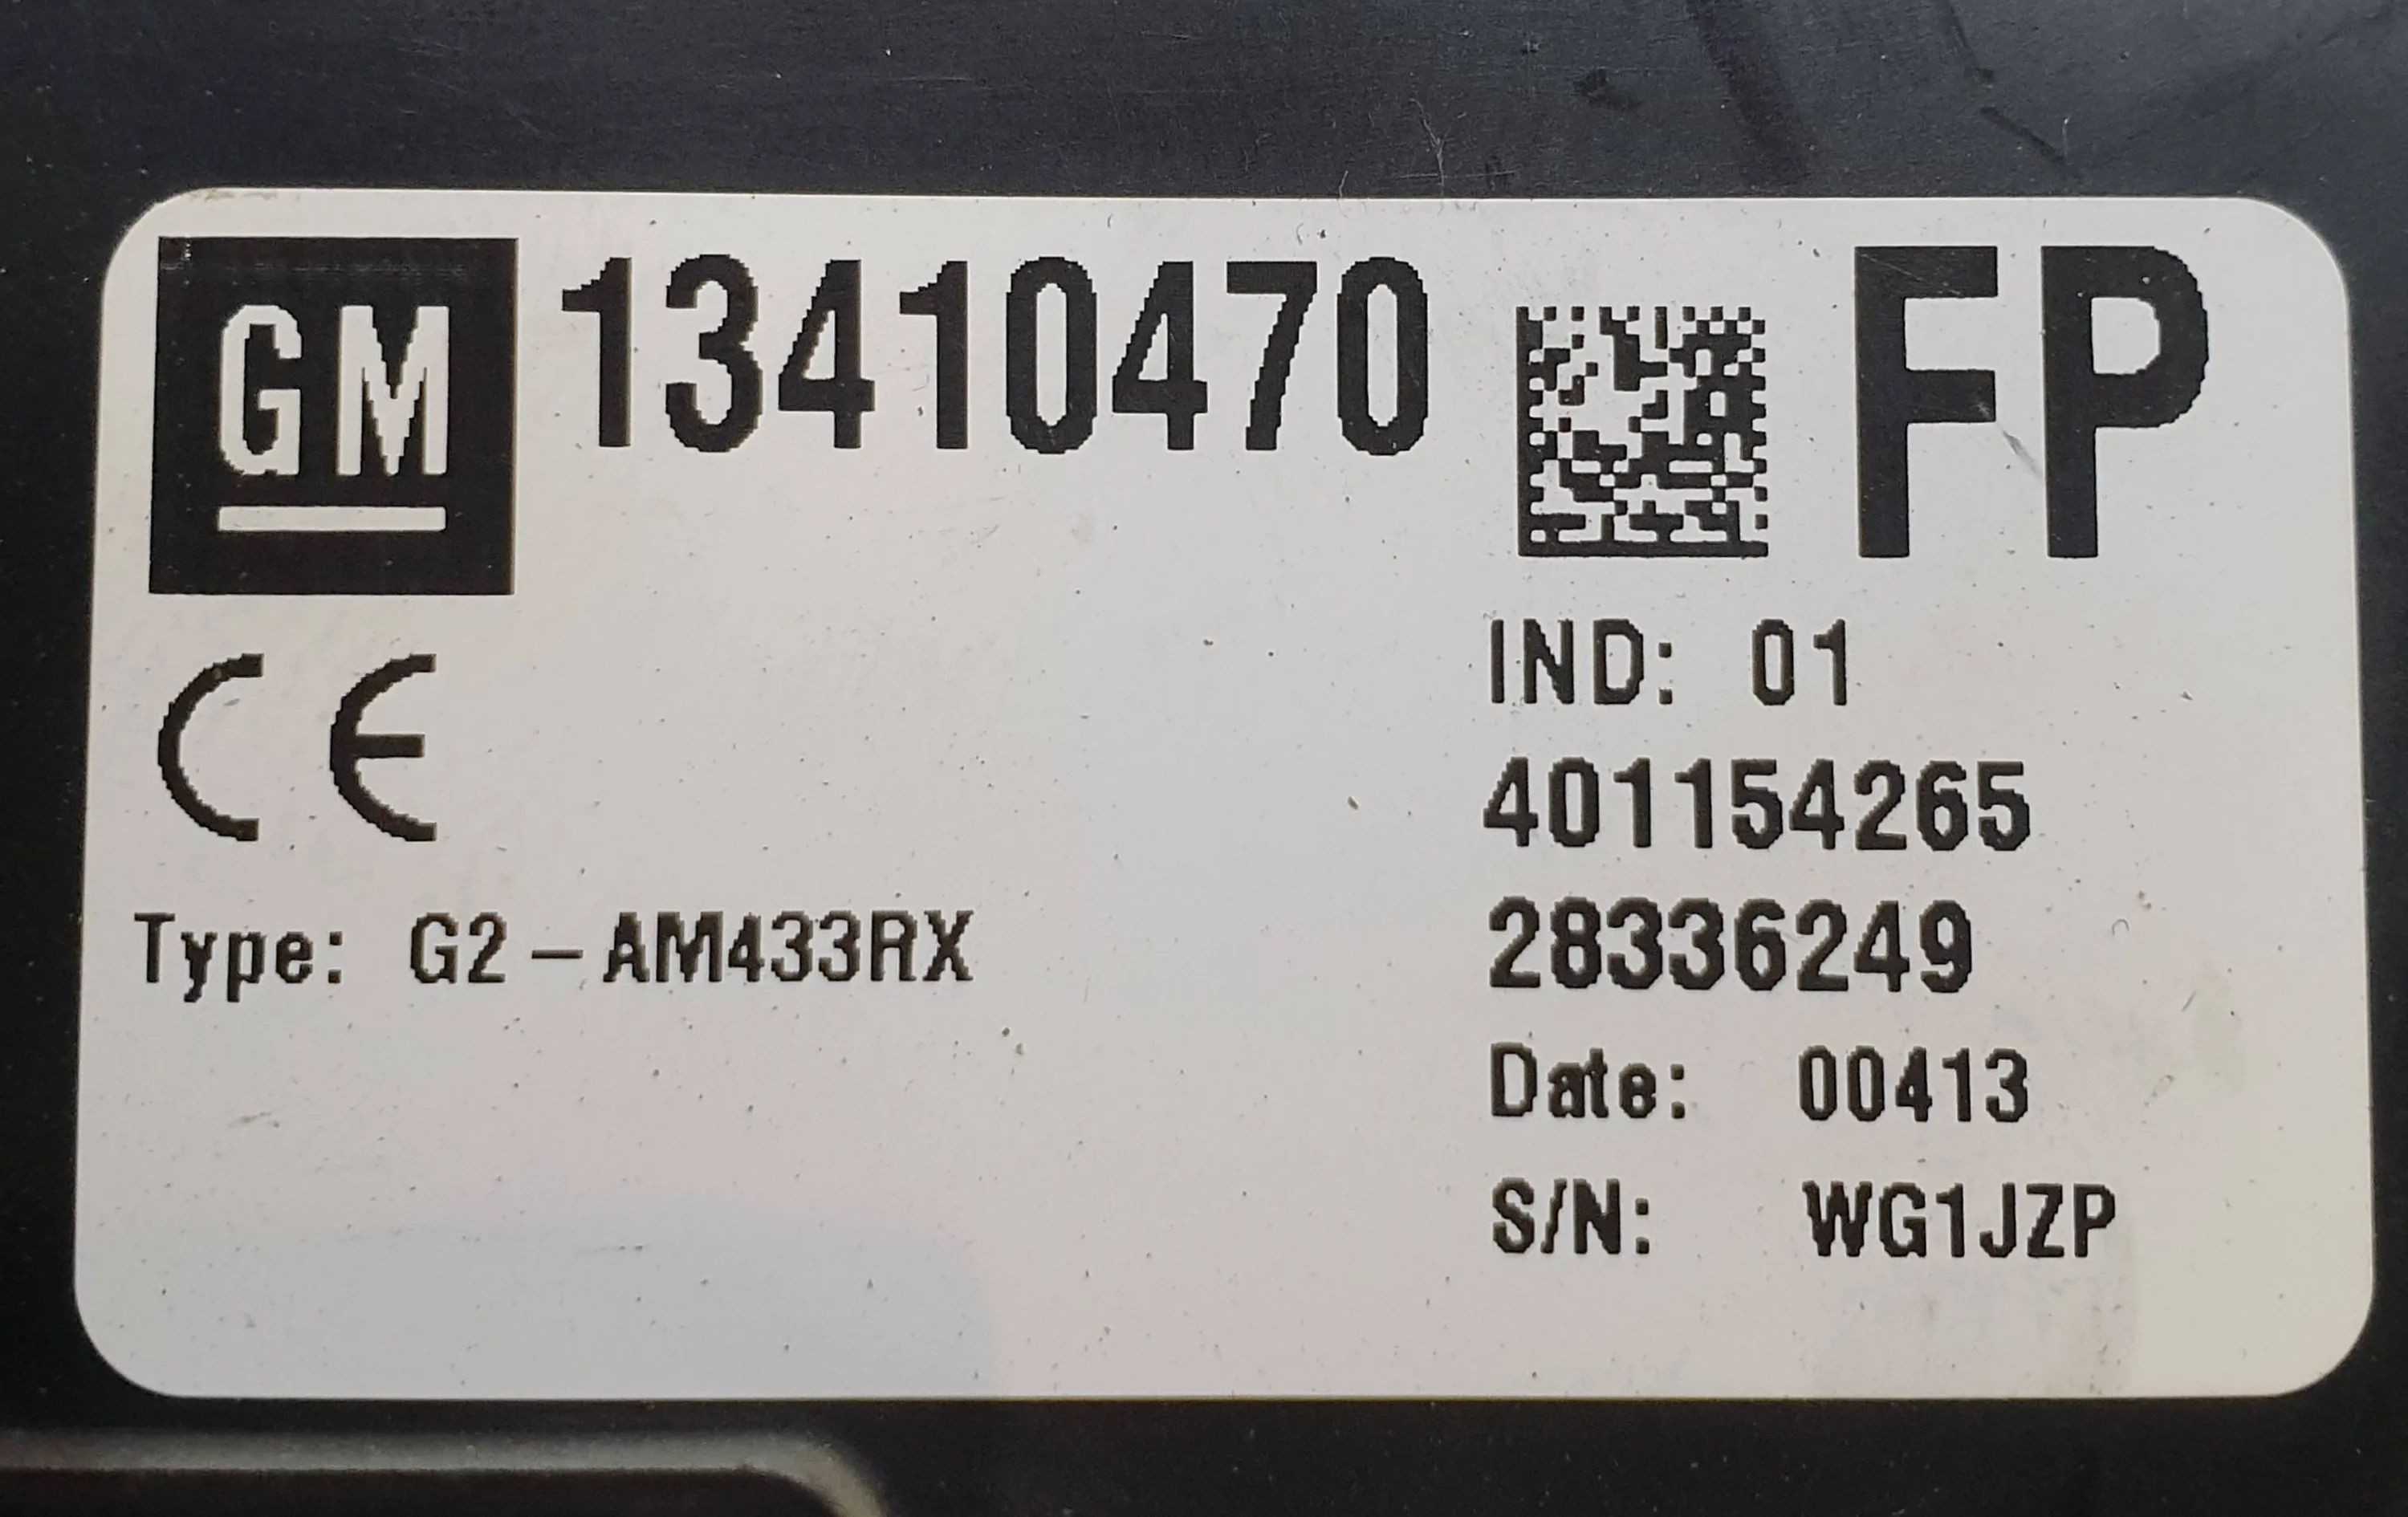 GM 13410470 FP
CE
IND: 01
401154265
Type: G2-AM433RX
28336249
Date: 00413
S/N: WG1JZP